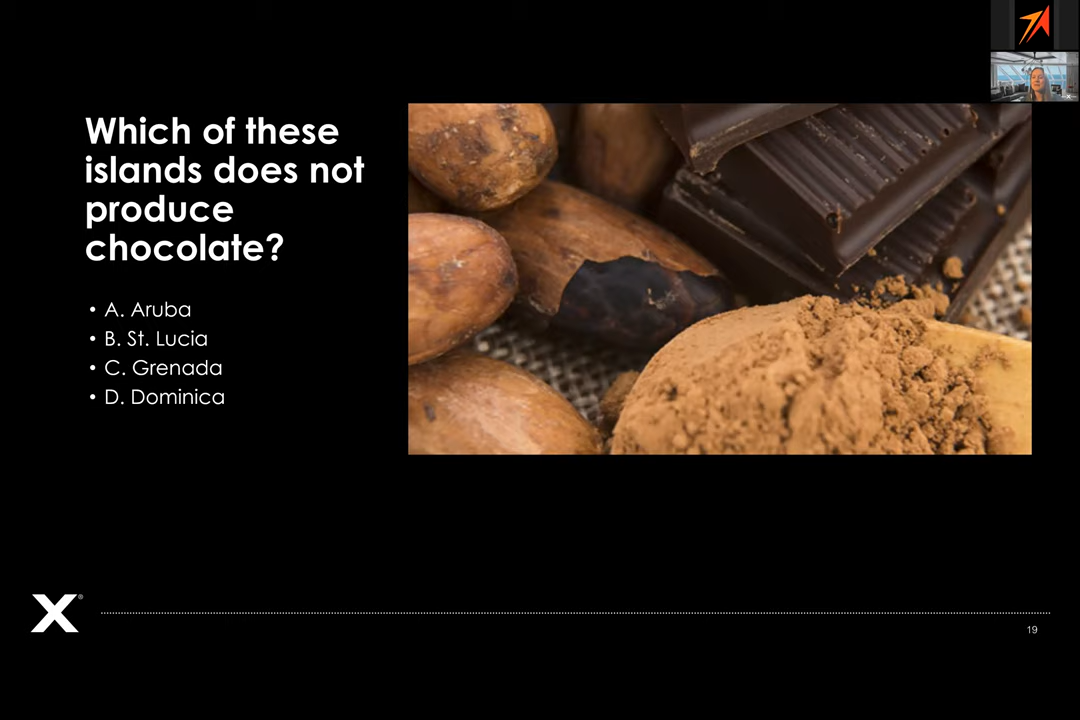 Which of these
islands does not
produce
chocolate?
• A. Aruba
• B. St. Lucia
• C. Grenada
• D. Dominica
X®
19